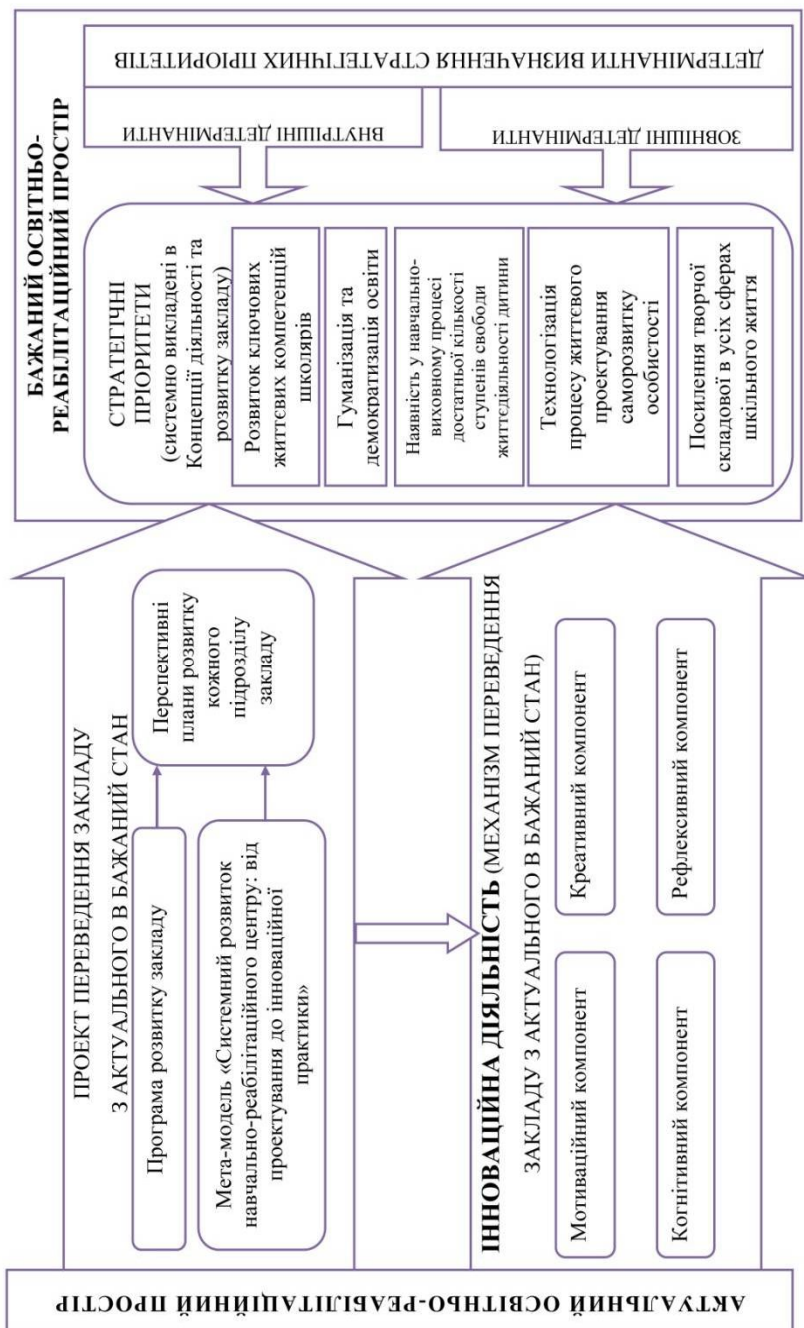 АКТУАЛЬНИЙ ОСВІТНЬО-РЕАБІЛІТАЦІЙНИЙ ПРОСТІР
ПРОЕКТ ПЕРЕВЕДЕННЯ ЗАКЛАДУ
З АКТУАЛЬНОГО В БАЖАНИЙ СТАН
Програма розвитку закладу
Мета-модель «Системний розвиток
навчально-реабілітаційного центру: від
проектування до інноваційної
практики»
Перспективні
плани розвитку
кожного
підрозділу
закладу
ІННОВАЦІЙНА ДІЯЛЬНІСТЬ (МЕХАНІЗМ ПЕРЕВЕДЕННЯ
ЗАКЛАДУ З АКТУАЛЬНОГО В БАЖАНИЙ СТАН)
Мотиваційний компонент
Креативний компонент
Когнітивний компонент
Рефлексивний компонент
БАЖАНИЙ ОСВІТНЬО-
РЕАБІЛІТАЦІЙНИЙ ПРОСТІР
СТРАТЕГІЧНІ
ПРІОРИТЕТИ
(системно викладені в
Концепції діяльності та
розвитку закладу)
Розвиток ключових
життєвих компетенцій
школярів
Гуманізація та
демократизація освіти
Наявність у навчально-
виховному процесі
достатньої кількості
ступенів свободи
життєдіяльності дитини
Технологізація
процесу життєвого
проектування
саморозвитку
особистості
Посилення творчої
складової в усіх сферах
шкільного життя
ВНУТРІШНІ ДЕТЕРМІНАНТИ
ЗОВНІШНІ ДЕТЕРМІНАНТИ
ДЕТЕРМІНАНТИ ВИЗНАЧЕННЯ СТРАТЕГІЧНИХ ПРІОРИТЕТІВ